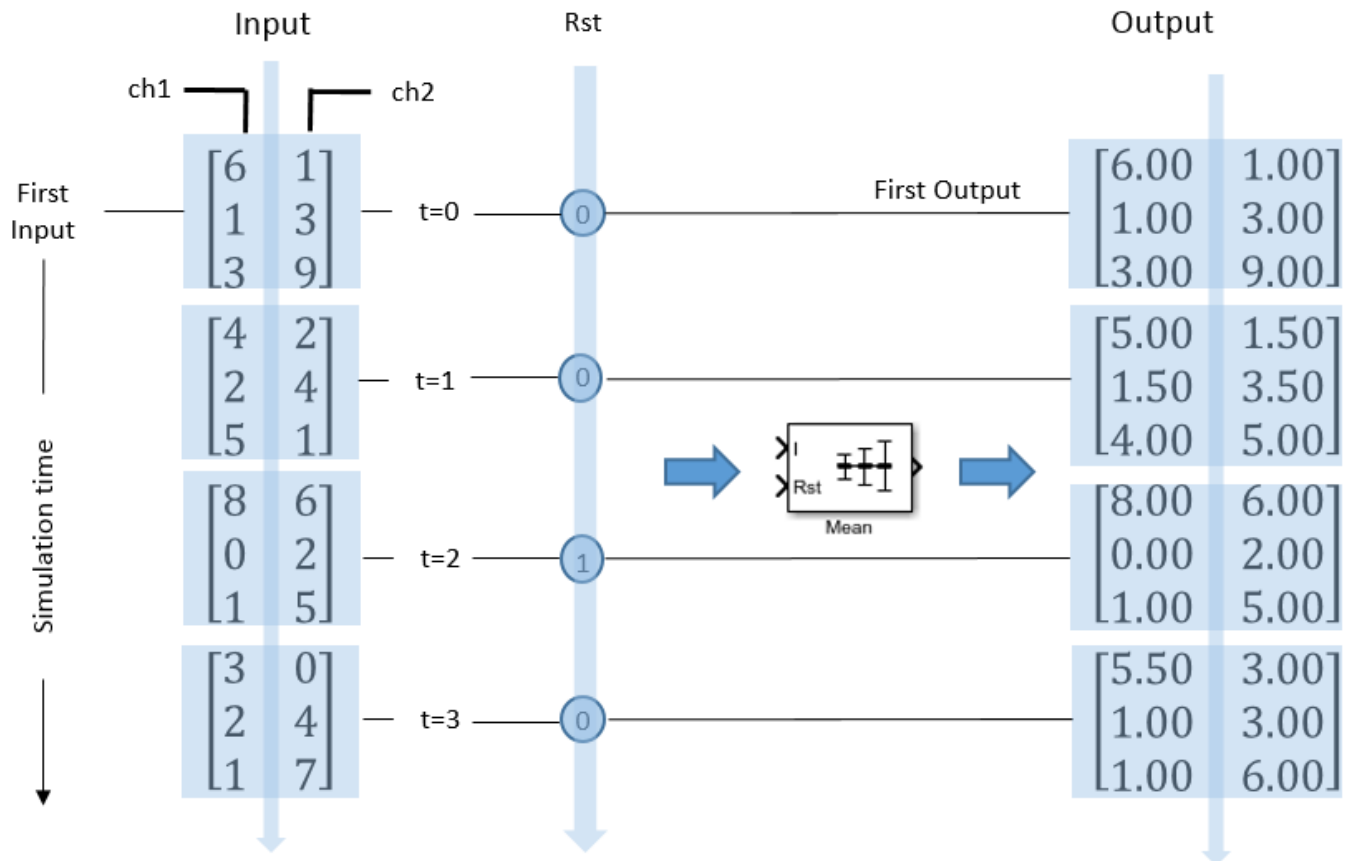 Input
Rst
Output
ch1
ch2
First
Input
t=0
0
First Output
[6 1]
1 3
[3 9]
[6.00 1.00]
1.00 3.00
[3.00 9.00]
[4 2]
2 4
[5 1]
t=1
0
[5.00 1.50]
1.50 3.50
[4.00 5.00]
Simulation time
I
Rst
Mean
[8 6]
0 2
[1 5]
t=2
1
[8.00 6.00]
0.00 2.00
[1.00 5.00]
[3 0]
2 4
[1 7]
t=3
0
[5.50 3.00]
1.00 3.00
[1.00 6.00]